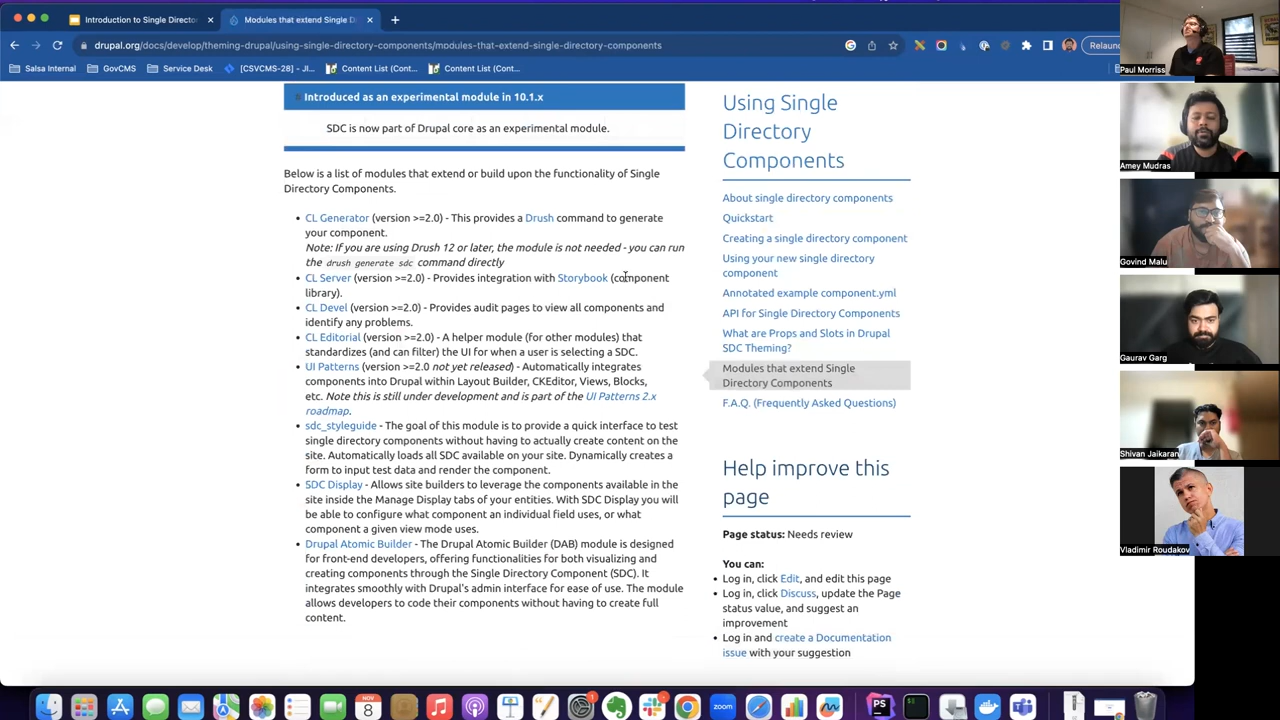 Introduction to Single Director
Modules that extend Single D
drupal.org/docs/develop/theming-drupal/using-single-directory-components/modules-that-extend-single-directory-components
Relaun
Salsa Internal
GovCMS
Service Desk
[CSVCMS-28] - JI...
Content List (Cont...
Content List (Cont...
Introduced as an experimental module in 10.1.x
SDC is now part of Drupal core as an experimental module.
Below is a list of modules that extend or build upon the functionality of Single
Directory Components.
CL Generator (version >=2.0) - This provides a Drush command to generate
your component.
Note: If you are using Drush 12 or later, the module is not needed - you can run
the drush generate sdc command directly
CL Server (version >=2.0) - Provides integration with Storybook (component
library).
CL Devel (version >=2.0) - Provides audit pages to view all components and
identify any problems.
CL Editorial (version >=2.0) - A helper module (for other modules) that
standardizes (and can filter) the UI for when a user is selecting a SDC.
UI Patterns (version >=2.0 not yet released) - Automatically integrates
components into Drupal within Layout Builder, CKEditor, Views, Blocks,
etc. Note this is still under development and is part of the UI Patterns 2.x
roadmap.
sdc_styleguide - The goal of this module is to provide a quick interface to test
single directory components without having to actually create content on the
site. Automatically loads all SDC available on your site. Dynamically creates a
form to input test data and render the component.
SDC Display - Allows site builders to leverage the components available in the
site inside the Manage Display tabs of your entities. With SDC Display you will
be able to configure what component an individual field uses, or what
component a given view mode uses.
Drupal Atomic Builder - The Drupal Atomic Builder (DAB) module is designed
for front-end developers, offering functionalities for both visualizing and
creating components through the Single Directory Component (SDC). It
integrates smoothly with Drupal's admin interface for ease of use. The module
allows developers to code their components without having to create full
content.
Using Single
Directory
Components
About single directory components
Quickstart
Creating a single directory component
Using your new single directory
component
Annotated example component.yml
API for Single Directory Components
What are Props and Slots in Drupal
SDC Theming?
Modules that extend Single
Directory Components
F.A.Q. (Frequently Asked Questions)
Help improve this
page
Page status: Needs review
You can:
Log in, click Edit, and edit this page
Log in, click Discuss, update the Page
status value, and suggest an
improvement
Log in and create a Documentation
issue with your suggestion
Paul Morriss
Amey Mudras
Govind Malu
Gaurav Garg
Shivan Jaikaran
Vladimir Roudakov
NOV
8
tv
1
zoom
PS